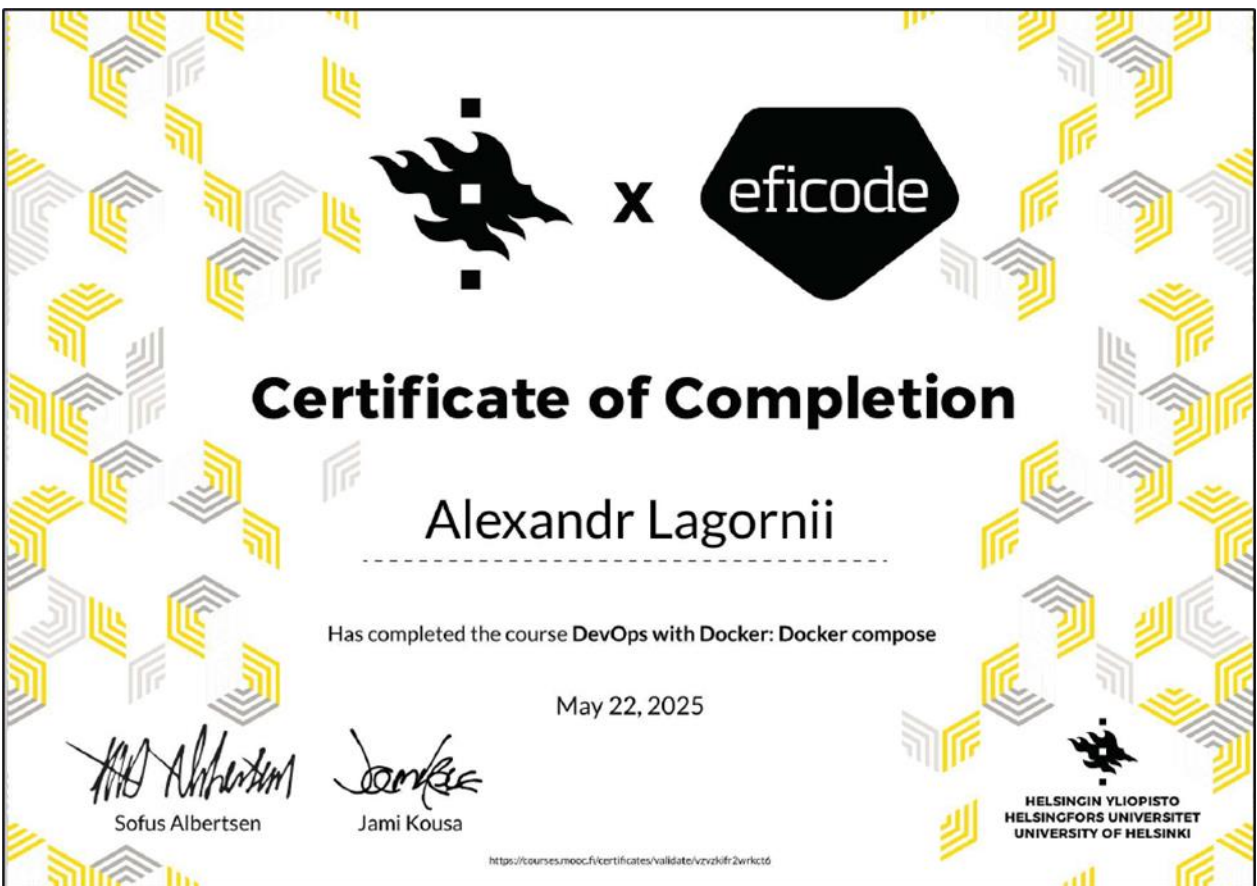 x
eficode
Certificate of Completion
Alexandr Lagornii
Has completed the course DevOps with Docker: Docker compose
May 22, 2025
Sofus Albertsen
Jami Kousa
HELSINGIN YLIOPISTO
HELSINGFORS UNIVERSITET
UNIVERSITY OF HELSINKI
https://courses.mooc.fi/certificates/validate/vzvzkifr2wrkct6